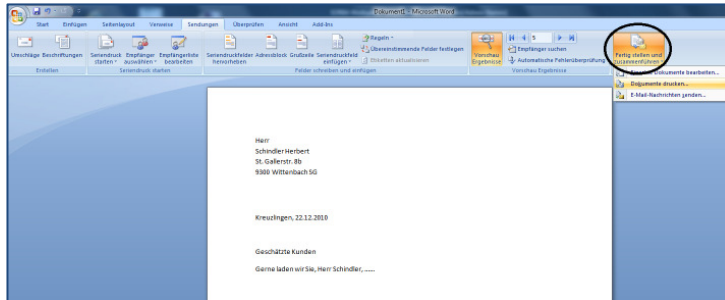 Dokument1 - Microsoft Word
Start Einfügen Seitenlayout Verweise Sendungen Überprüfen Ansicht Add-Ins
Umschläge Beschriftungen
Erstellen
Seriendruck starten
Empfänger auswählen
Empfängerliste bearbeiten
Seriendruck starten
Seriendruckfelder hervorheben
Adressblock Grußzeile
Seriendruckfeld einfügen
Regeln
Übereinstimmende Felder festlegen
Etiketten aktualisieren
Felder schreiben und einfügen
Vorschau Ergebnisse
5
Empfänger suchen
Automatische Fehlerüberprüfung
Vorschau Ergebnisse
Fertig stellen und zusammenführen
Dokumente bearbeiten...
Dokumente drucken...
E-Mail-Nachrichten senden...
Herr
Schindler Herbert
St. Gallerstr. 8b
9300 Wittenbach SG
Kreuzlingen, 22.12.2010
Geschätzte Kunden
Gerne laden wir Sie, Herr Schindler, ......